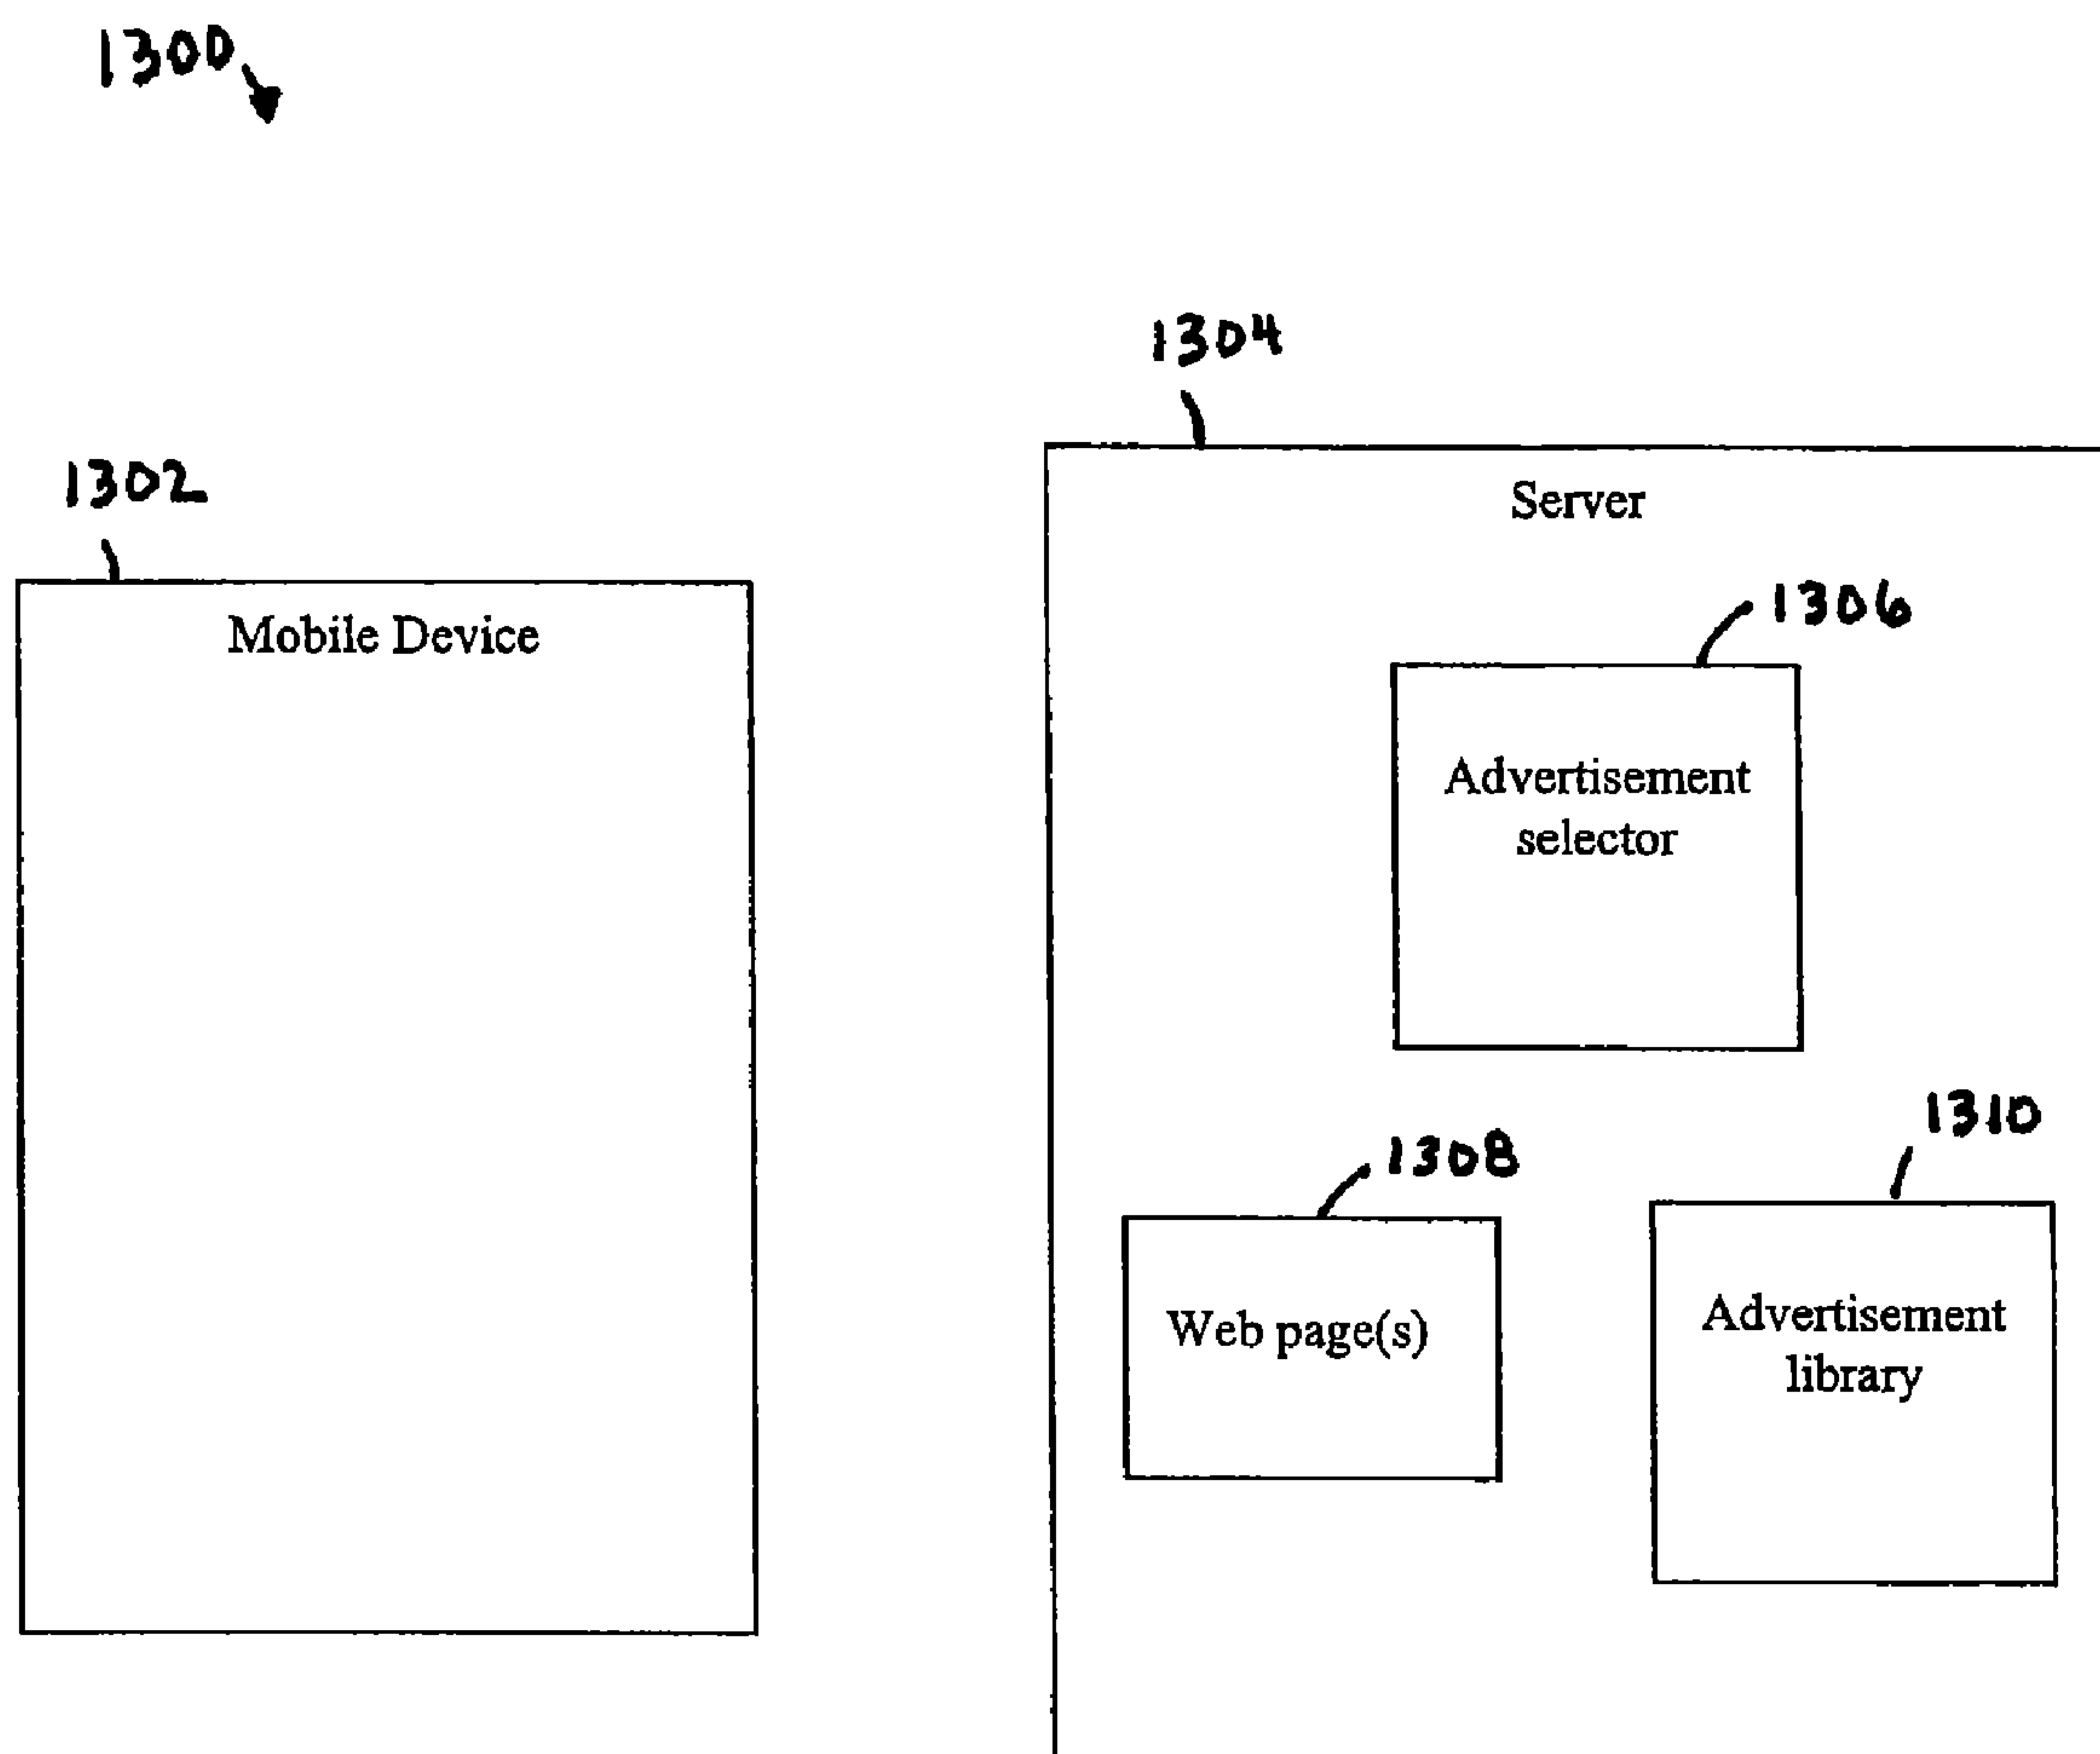 1300
1304
1302
Server
1306
Mobile Device
Advertisement
selector
1310
1308
Advertisement
library
Web page(s)